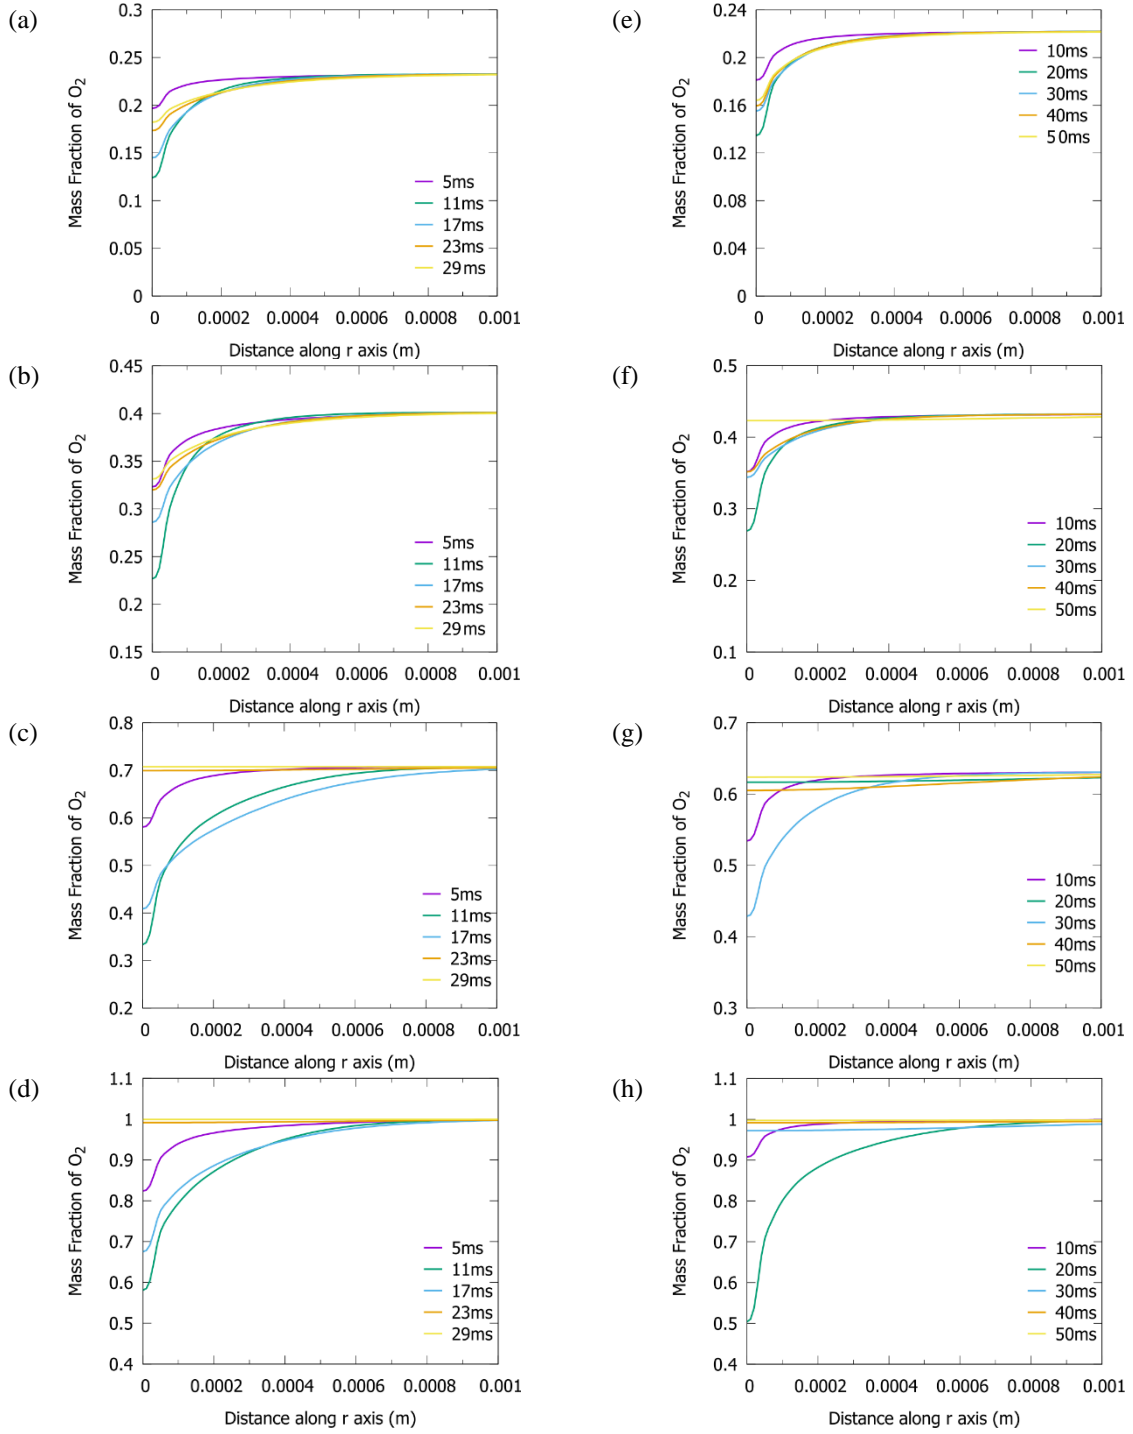 (a)
0.3
0.25
0.2
0.15
0.1
0.05
0
Mass Fraction of O2
5ms
11ms
17ms
23ms
29ms
0 0.0002 0.0004 0.0006 0.0008 0.001
Distance along r axis (m)
(e)
0.24
0.2
0.16
0.12
0.08
0.04
0
Mass Fraction of O2
10ms
20ms
30ms
40ms
50ms
0 0.0002 0.0004 0.0006 0.0008 0.001
Distance along r axis (m)
(b)
0.45
0.4
0.35
0.3
0.25
0.2
0.15
Mass Fraction of O2
5ms
11ms
17ms
23ms
29ms
0 0.0002 0.0004 0.0006 0.0008 0.001
Distance along r axis (m)
(f)
0.5
0.4
0.3
0.2
0.1
Mass Fraction of O2
10ms
20ms
30ms
40ms
50ms
0 0.0002 0.0004 0.0006 0.0008 0.001
Distance along r axis (m)
(c)
0.8
0.7
0.6
0.5
0.4
0.3
0.2
Mass Fraction of O2
5ms
11ms
17ms
23ms
29ms
0 0.0002 0.0004 0.0006 0.0008 0.001
Distance along r axis (m)
(g)
0.7
0.6
0.5
0.4
0.3
Mass Fraction of O2
10ms
20ms
30ms
40ms
50ms
0 0.0002 0.0004 0.0006 0.0008 0.001
Distance along r axis (m)
(d)
1.1
1
0.9
0.8
0.7
0.6
0.5
0.4
Mass Fraction of O2
5ms
11ms
17ms
23ms
29ms
0 0.0002 0.0004 0.0006 0.0008 0.001
Distance along r axis (m)
(h)
1.1
1
0.9
0.8
0.7
0.6
0.5
0.4
Mass Fraction of O2
10ms
20ms
30ms
40ms
50ms
0 0.0002 0.0004 0.0006 0.0008 0.001
Distance along r axis (m)